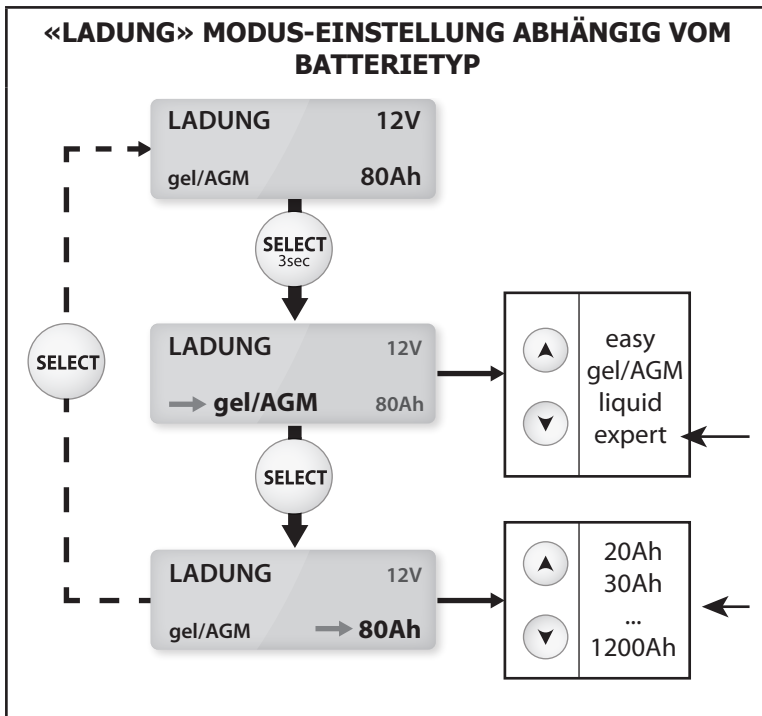 «LADUNG» MODUS-EINSTELLUNG ABHÄNGIG VOM
BATTERIETYP
LADUNG 12V
gel/AGM 80Ah
SELECT
3sec
LADUNG 12V
gel/AGM 80Ah
easy
gel/AGM
liquid
expert
SELECT
SELECT
LADUNG 12V
gel/AGM 80Ah
20Ah
30Ah
...
1200Ah